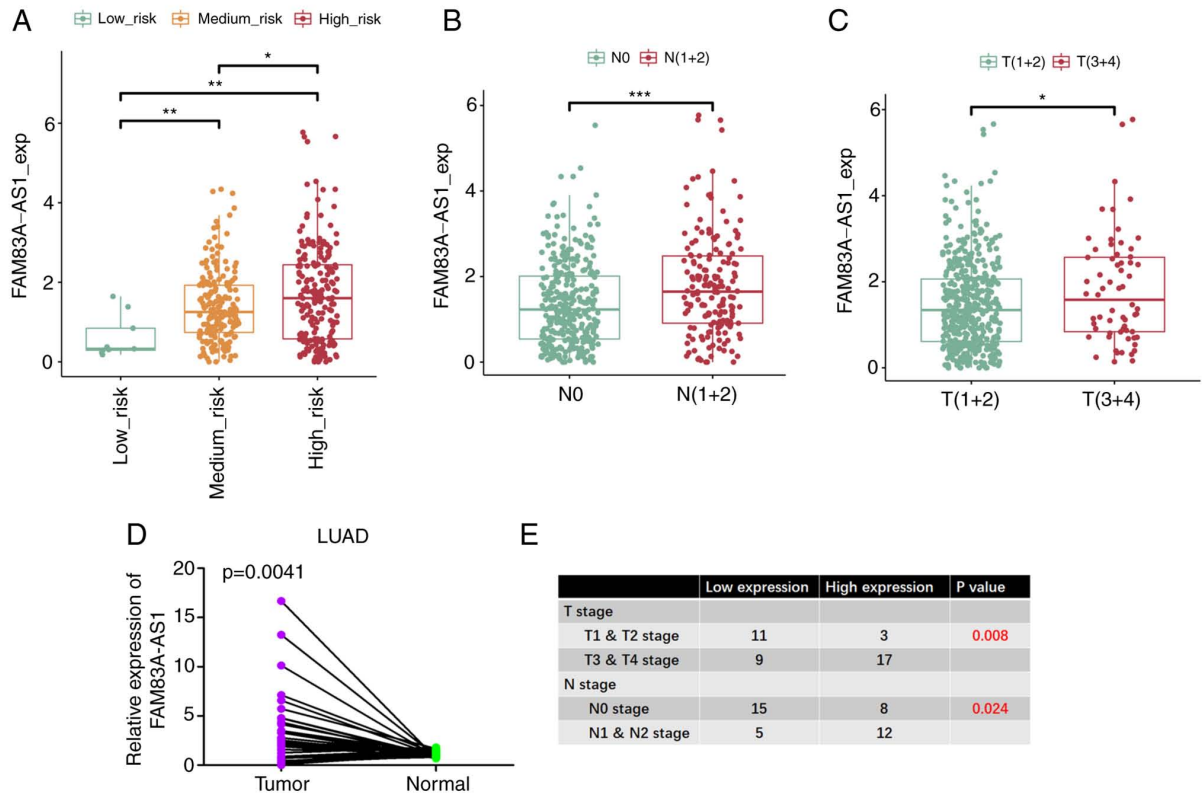 A
Low_risk Medium_risk High_risk
FAM83A−AS1_exp
6
4
2
0
*
**
**
Low_risk
Medium_risk
High_risk
B
N0 N(1+2)
FAM83A−AS1_exp
6
4
2
0
***
N0 N(1+2)
C
T(1+2) T(3+4)
FAM83A−AS1_exp
6
4
2
0
*
T(1+2) T(3+4)
D
LUAD
p=0.0041
Relative expression of
FAM83A-AS1
20
15
10
5
0
Tumor Normal
E
Low expression High expression P value
T stage
T1 & T2 stage 11 3 0.008
T3 & T4 stage 9 17
N stage
N0 stage 15 8 0.024
N1 & N2 stage 5 12